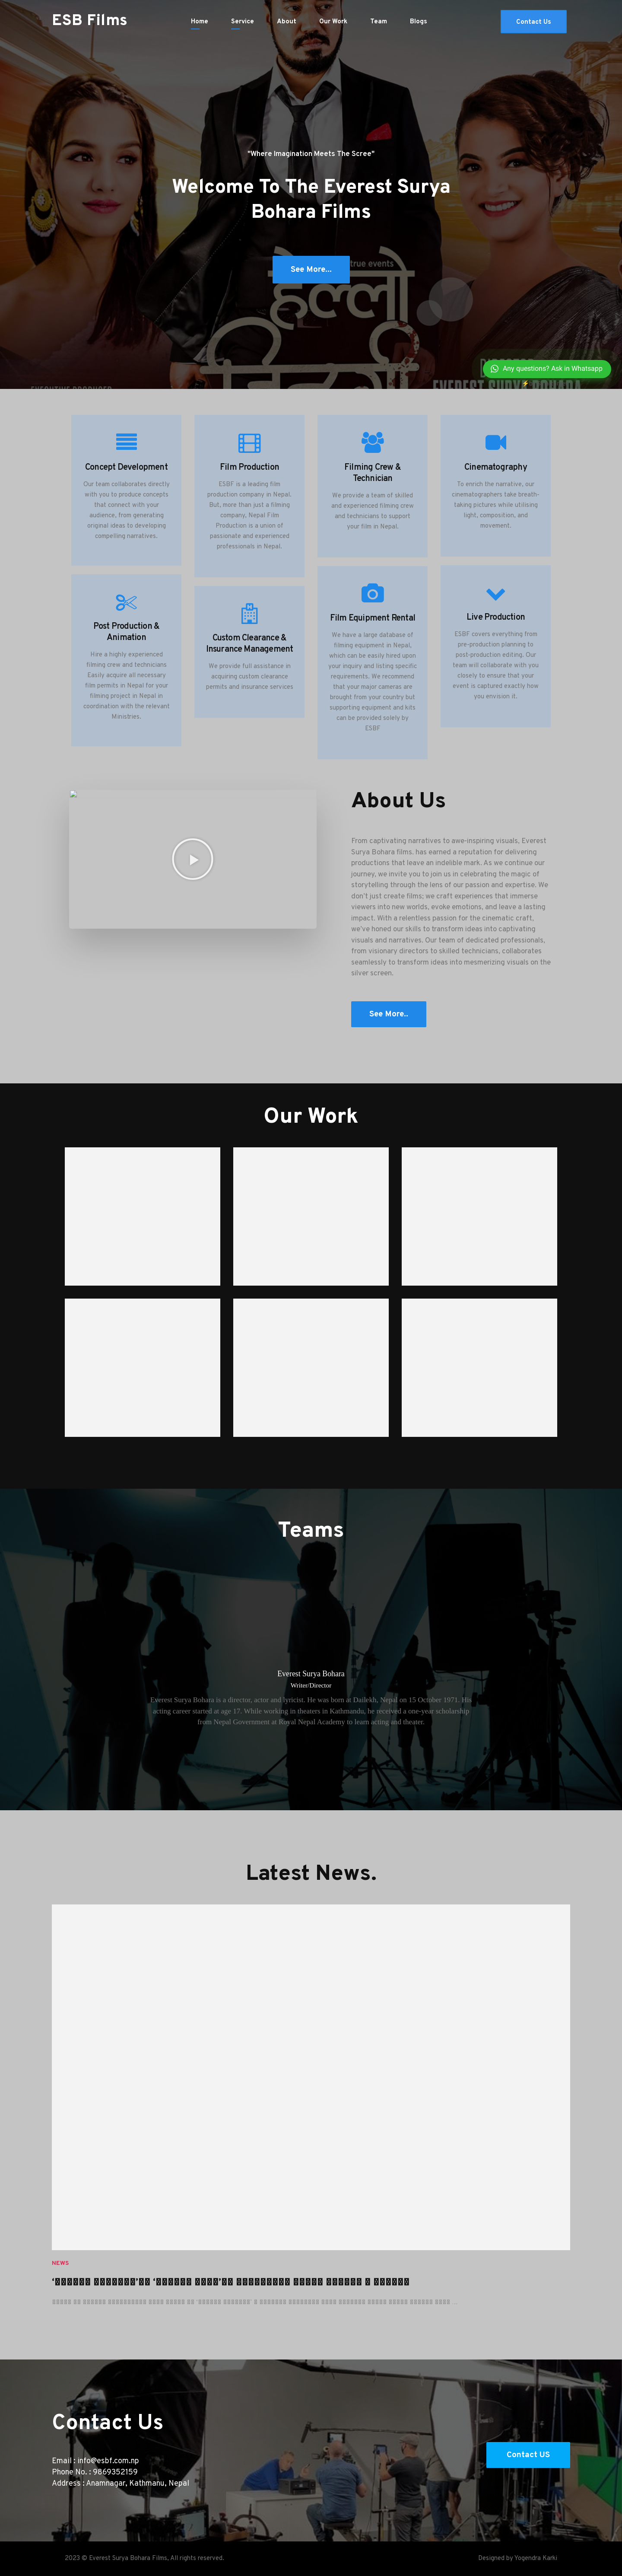 ESB Films
Home Service About Our Work Team Blogs
Contact Us
"Where Imagination Meets The Scree"
Welcome To The Everest Surya
Bohara Films
true events
See More...
हेल्लो
EXECUTIVE PRODUCER
EVEREST SURYA BOHARA
Any questions? Ask in Whatsapp
Concept Development
Our team collaborates directly
with you to produce concepts
that connect with your
audience, from generating
original ideas to developing
compelling narratives.
Film Production
ESBF is a leading film
production company in Nepal.
But, more than just a filming
company, Nepal Film
Production is a union of
passionate and experienced
professionals in Nepal.
Filming Crew &
Technician
We provide a team of skilled
and experienced filming crew
and technicians to support
your film in Nepal.
Cinematography
To enrich the narrative, our
cinematographers take breath-
taking pictures while utilising
light, composition, and
movement.
Post Production &
Animation
Hire a highly experienced
filming crew and technicians
Easily acquire all necessary
film permits in Nepal for your
filming project in Nepal in
coordination with the relevant
Ministries.
Custom Clearance &
Insurance Management
We provide full assistance in
acquiring custom clearance
permits and insurance services
Film Equipment Rental
We have a large database of
filming equipment in Nepal,
which can be easily hired upon
your inquiry and listing specific
requirements. We recommend
that your major cameras are
brought from your country but
supporting equipment and kits
can be provided solely by
ESBF
Live Production
ESBF covers everything from
pre-production planning to
post-production editing. Our
team will collaborate with you
closely to ensure that your
event is captured exactly how
you envision it.
About Us
From captivating narratives to awe-inspiring visuals, Everest
Surya Bohara films. has earned a reputation for delivering
productions that leave an indelible mark. As we continue our
journey, we invite you to join us in celebrating the magic of
storytelling through the lens of our passion and expertise. We
don't just create films; we craft experiences that immerse
viewers into new worlds, evoke emotions, and leave a lasting
impact. With a relentless passion for the cinematic craft,
we've honed our skills to transform ideas into captivating
visuals and narratives. Our team of dedicated professionals,
from visionary directors to skilled technicians, collaborates
seamlessly to transform ideas into mesmerizing visuals on the
silver screen.
See More..
Our Work
Teams
Everest Surya Bohara
Writer/Director
Everest Surya Bohara is a director, actor and lyricist. He was born at Dailekh, Nepal on 15 October 1971. His
acting career started at age 17. While working in theaters in Kathmandu, he received a one-year scholarship
from Nepal Government at Royal Nepal Academy to learn acting and theater.
Latest News.
NEWS
Contact Us
Email : info@esbf.com.np
Phone No. : 9869352159
Address : Anamnagar, Kathmanu, Nepal
Contact US
2023 © Everest Surya Bohara Films, All rights reserved.
Designed by Yogendra Karki